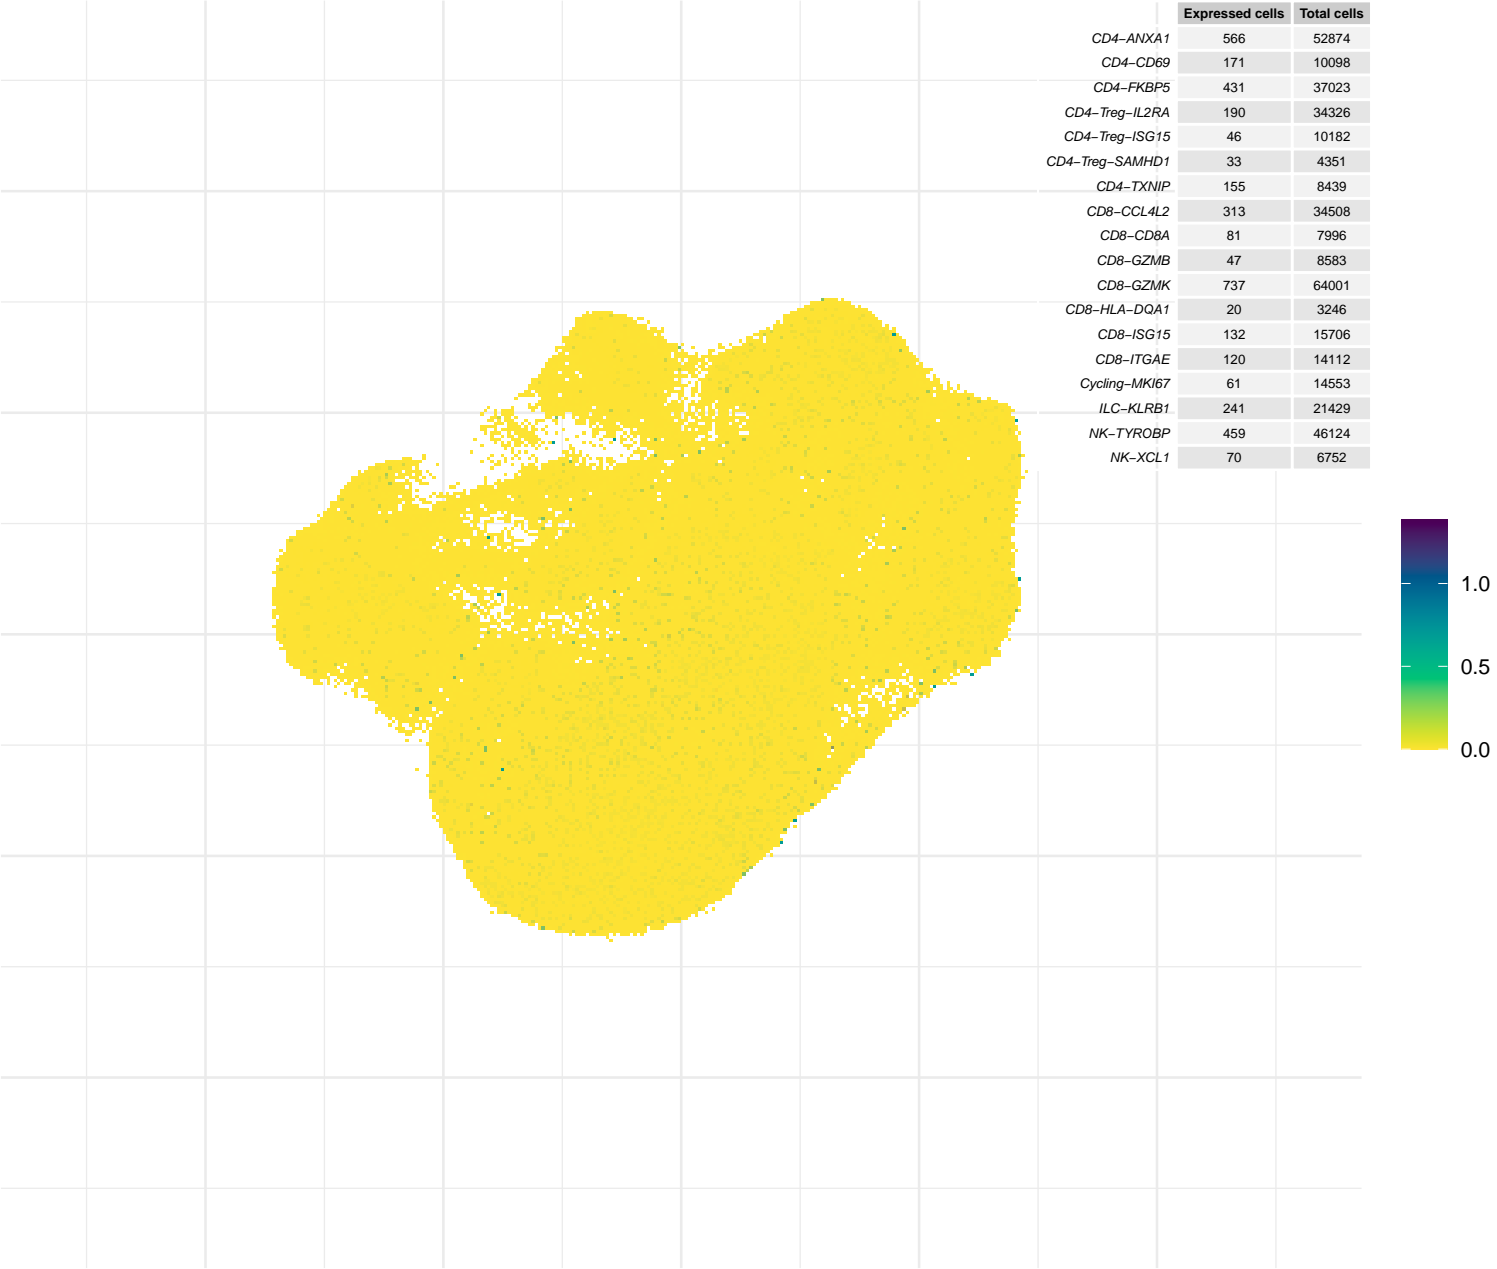 Expressed cells Total cells
CD4−ANXA1 566 52874
CD4−CD69 171 10098
CD4−FKBP5 431 37023
CD4−Treg−IL2RA 190 34326
CD4−Treg−ISG15 46 10182
CD4−Treg−SAMHD1 33 4351
CD4−TXNIP 155 8439
CD8−CCL4L2 313 34508
CD8−CD8A 81 7996
CD8−GZMB 47 8583
CD8−GZMK 737 64001
CD8−HLA−DQA1 20 3246
CD8−ISG15 132 15706
CD8−ITGAE 120 14112
Cycling−MKI67 61 14553
ILC−KLRB1 241 21429
NK−TYROBP 459 46124
NK−XCL1 70 6752
1.0
0.5
0.0